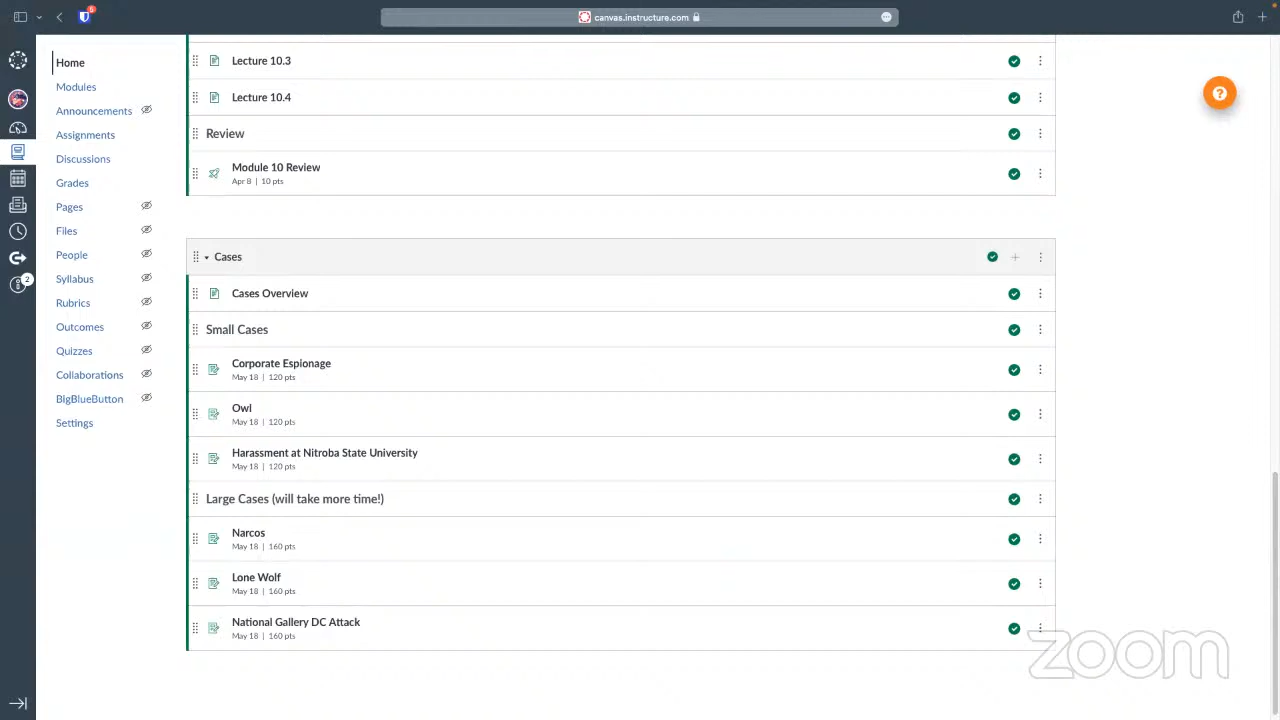 canvas.instructure.com
6
Home
Modules
Announcements
Assignments
Discussions
Grades
Pages
Files
People
Syllabus
Rubrics
Outcomes
Quizzes
Collaborations
BigBlueButton
Settings
2
Lecture 10.3
Lecture 10.4
Review
Module 10 Review
Apr 8 | 10 pts
Cases
Cases Overview
Small Cases
Corporate Espionage
May 18 | 120 pts
Owl
May 18 | 120 pts
Harassment at Nitroba State University
May 18 | 120 pts
Large Cases (will take more time!)
Narcos
May 18 | 160 pts
Lone Wolf
May 18 | 160 pts
National Gallery DC Attack
May 18 | 160 pts
zoom